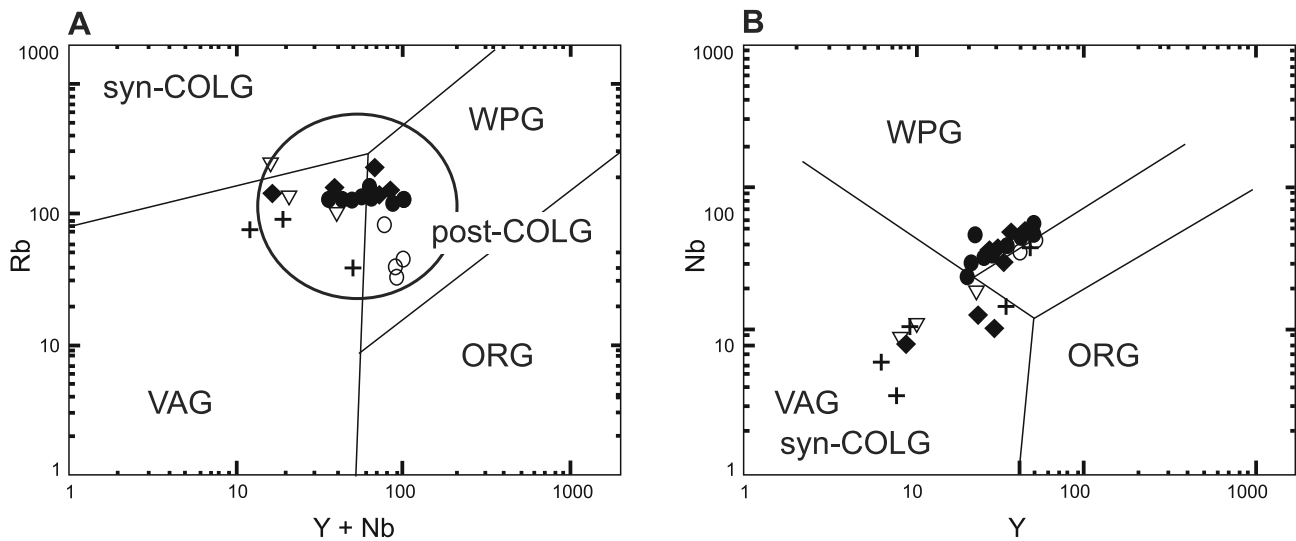 A
1000
syn-COLG
WPG
100
post-COLG
Rb
10
ORG
VAG
1
1
10
100
1000
Y + Nb
B
1000
WPG
100
Nb
10
ORG
VAG
syn-COLG
1
1
10
100
1000
Y